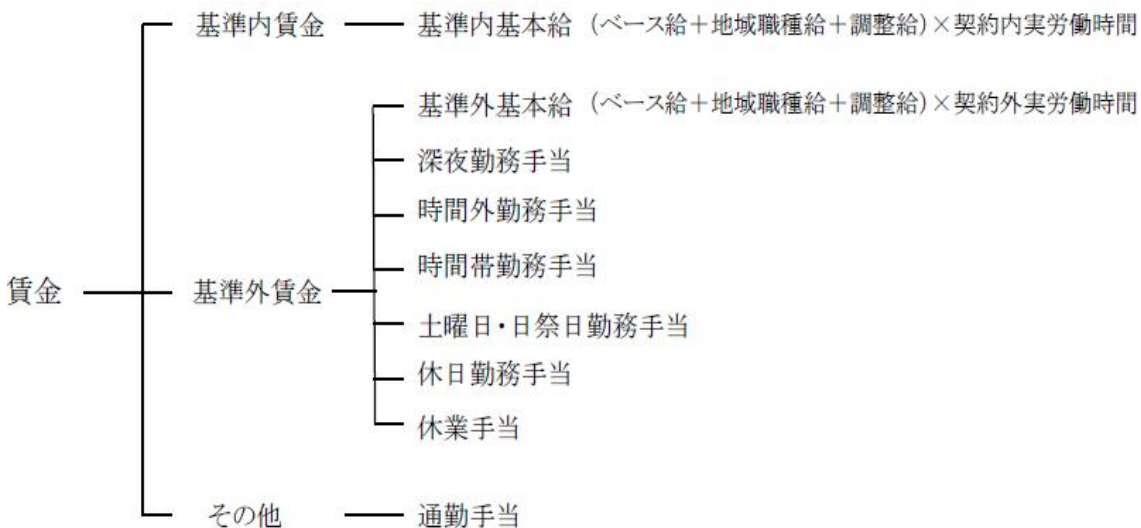 基準内賃金 基準内基本給 (ベース給+地域職種給+調整給)×契約内実労働時間
基準外基本給 (ベース給+地域職種給+調整給)×契約外実労働時間
深夜勤務手当
時間外勤務手当
時間帯勤務手当
賃金 基準外賃金
土曜日・日祭日勤務手当
休日勤務手当
休業手当
その他 通勤手当